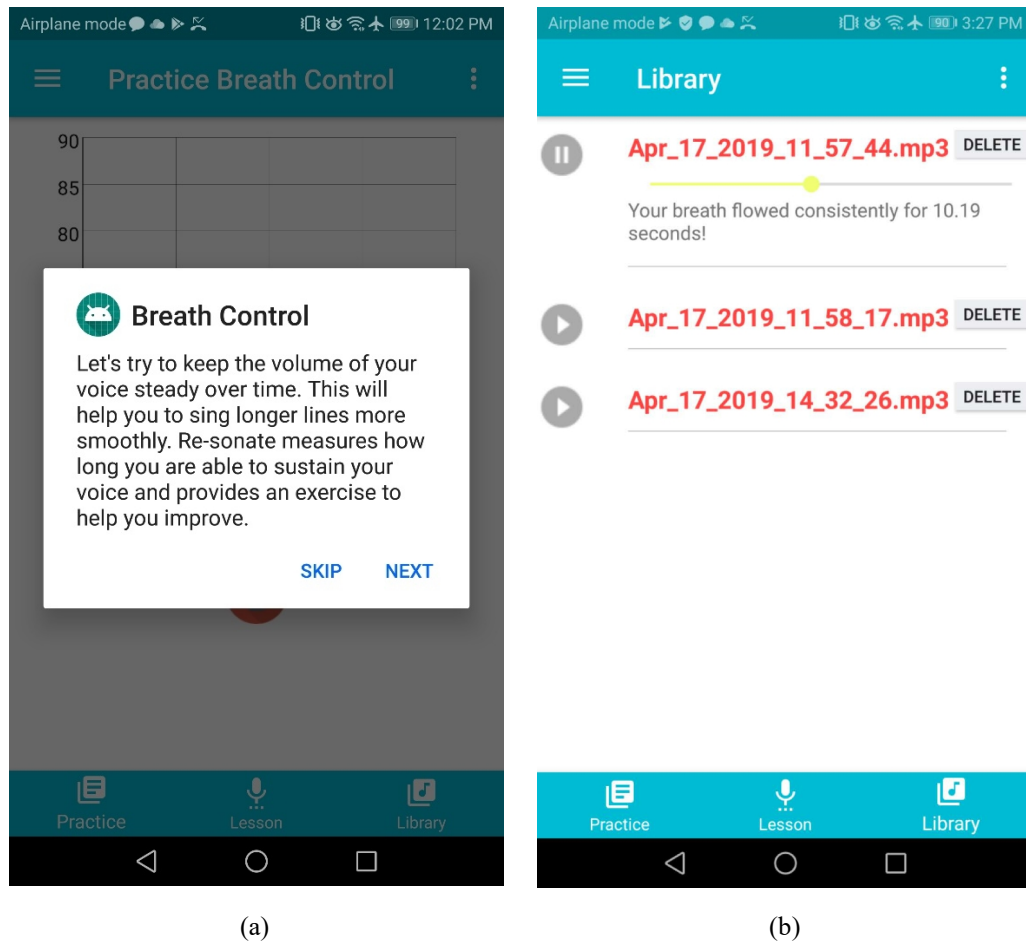 Airplane mode 99 12:02 PM
Practice Breath Control
90
85
80
Breath Control
Let's try to keep the volume of your
voice steady over time. This will
help you to sing longer lines more
smoothly. Re-sonate measures how
long you are able to sustain your
voice and provides an exercise to
help you improve.
SKIP NEXT
Practice Lesson Library
(a)
Airplane mode 90 3:27 PM
Library
Apr_17_2019_11_57_44.mp3 DELETE
Your breath flowed consistently for 10.19
seconds!
Apr_17_2019_11_58_17.mp3 DELETE
Apr_17_2019_14_32_26.mp3 DELETE
Practice Lesson Library
(b)